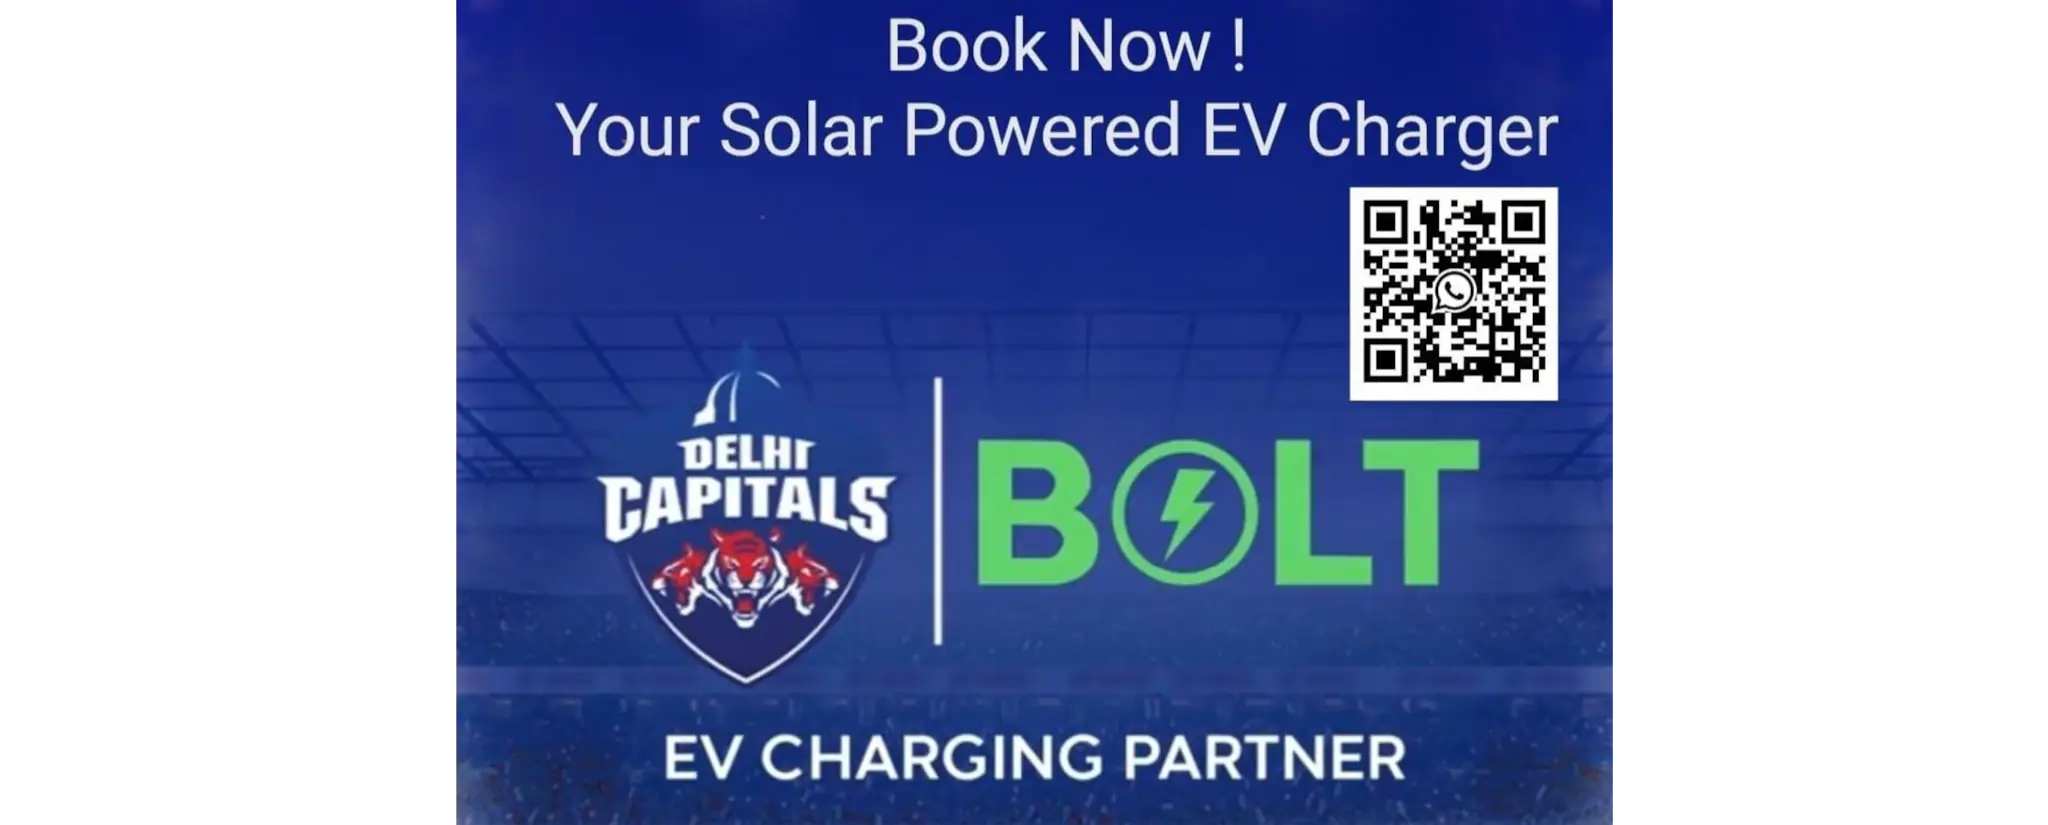 Book Now !
Your Solar Powered EV Charger
DELHI
CAPITALS
BOLT
EV CHARGING PARTNER